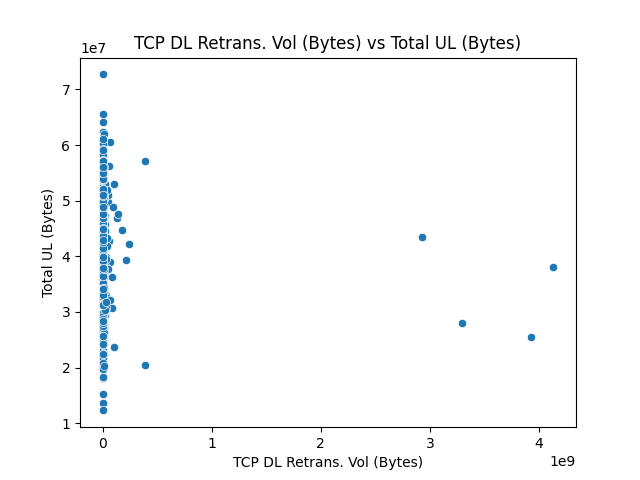 TCP DL Retrans. Vol (Bytes) vs Total UL (Bytes)
1e7
7
6
5
4
3
2
1
Total UL (Bytes)
0
1
2
3
4
1e9
TCP DL Retrans. Vol (Bytes)